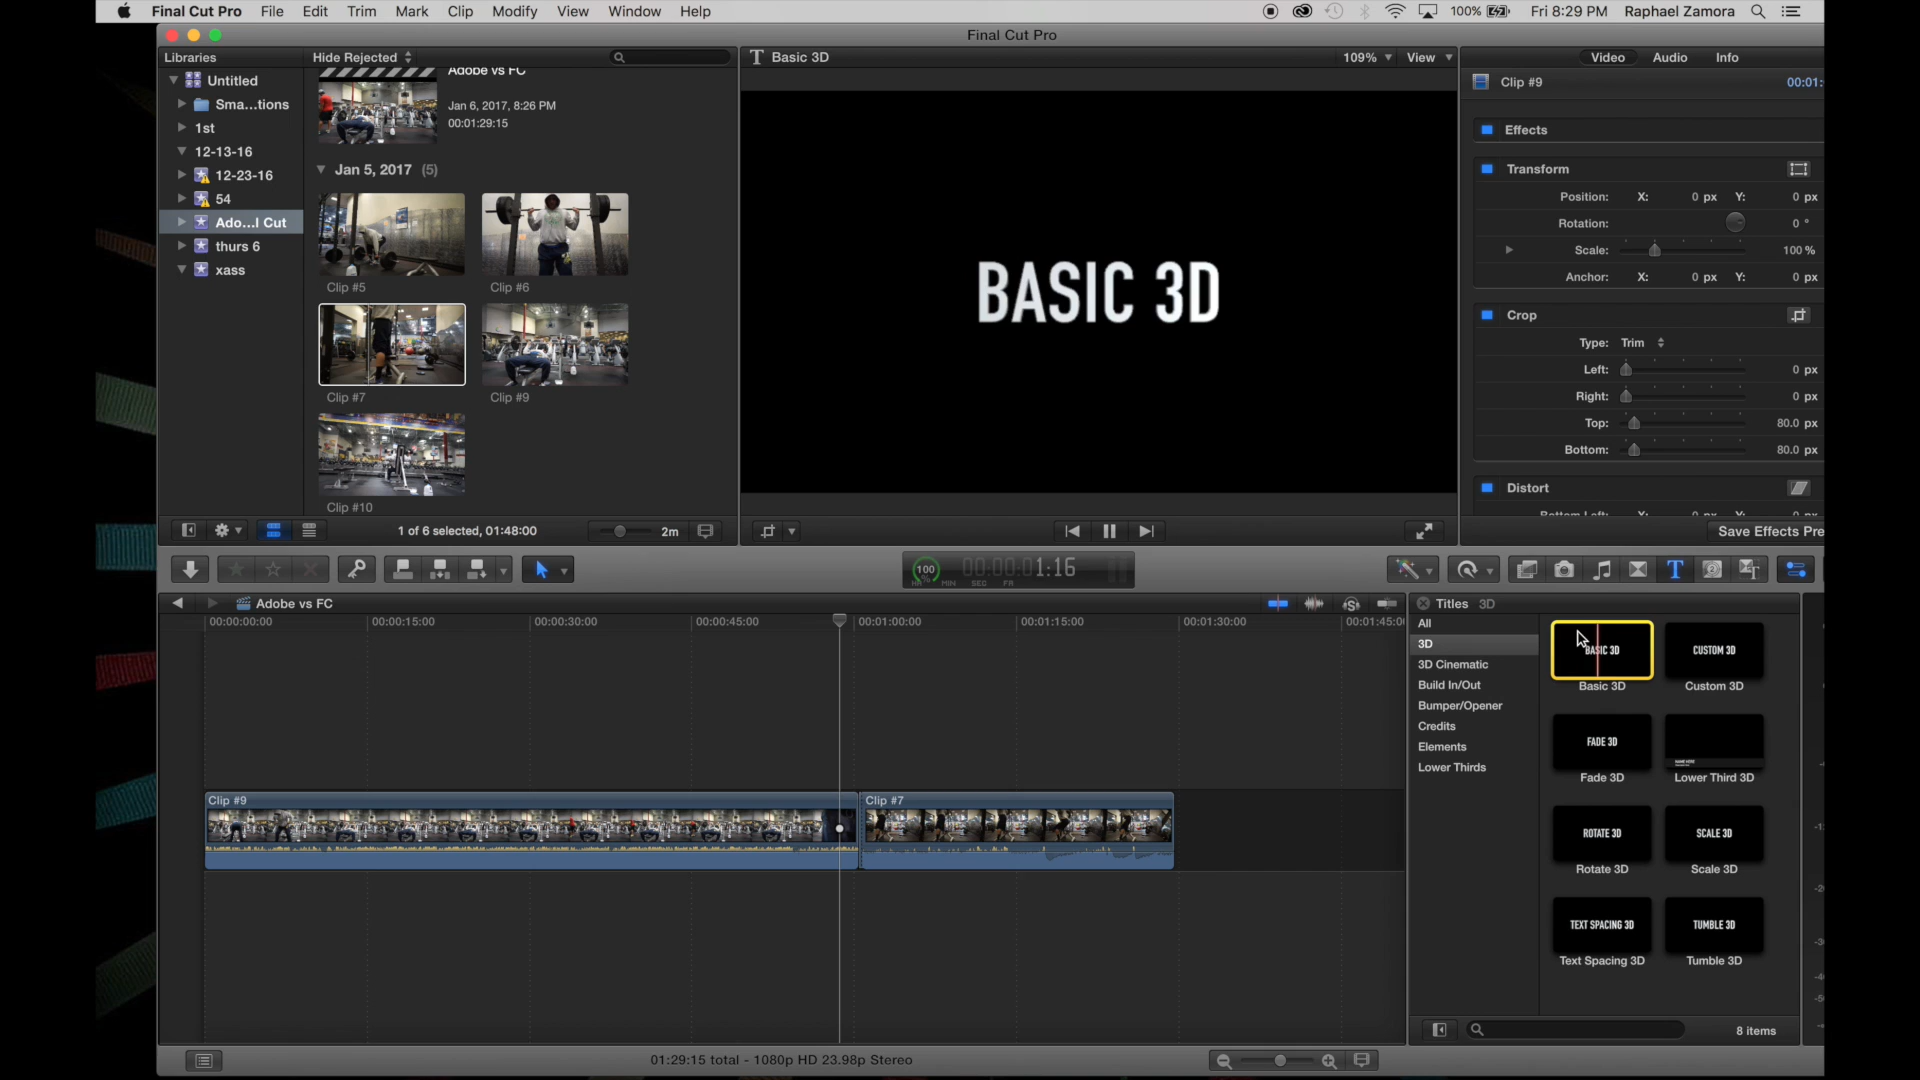 Final Cut Pro File Edit Trim Mark Clip Modify View Window Help 100% Fri 8:29 PM Raphael Zamora
Final Cut Pro
Libraries Hide Rejected
Basic 3D 109% View
Video Audio Info
Untitled
Sma...tions
1st
12-13-16
12-23-16
54
Ado...l Cut
thurs 6
xass
Adobe vs FC
Jan 6, 2017, 8:26 PM
00:01:29:15
Jan 5, 2017 (5)
Clip #5 Clip #6
Clip #7 Clip #9
Clip #10
1 of 6 selected, 01:48:00 2m
BASIC 3D
Clip #9 00:01:
Effects
Transform
Position: X: 0 px Y: 0 px
Rotation: 0 °
Scale: 100 %
Anchor: X: 0 px Y: 0 px
Crop
Type: Trim
Left: 0 px
Right: 0 px
Top: 80.0 px
Bottom: 80.0 px
Distort
Bottom Left: X: 0 px Y: 0 px
Save Effects Pre
100 % 00:00:00:01:16
HR MIN SEC FR
Adobe vs FC
00:00:00:00 00:00:15:00 00:00:30:00 00:00:45:00 00:01:00:00 00:01:15:00 00:01:30:00 00:01:45:0
Clip #9 Clip #7
Titles 3D
All
3D
3D Cinematic
Build In/Out
Bumper/Opener
Credits
Elements
Lower Thirds
BASIC 3D CUSTOM 3D
Basic 3D Custom 3D
FADE 3D NAME HERE
Fade 3D Lower Third 3D
ROTATE 3D SCALE 3D
Rotate 3D Scale 3D
TEXT SPACING 3D TUMBLE 3D
Text Spacing 3D Tumble 3D
8 items
01:29:15 total - 1080p HD 23.98p Stereo